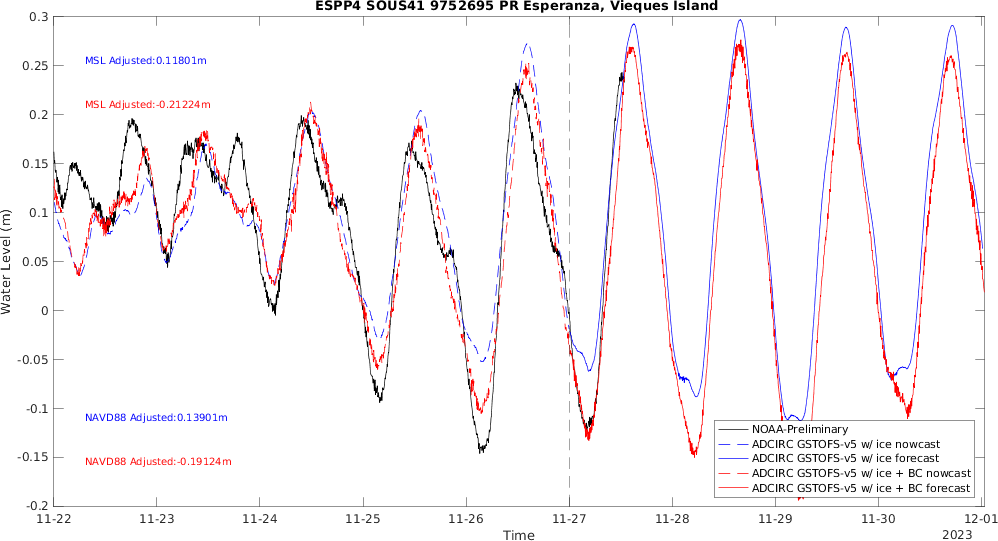 ESPP4 SOUS41 9752695 PR Esperanza, Vieques Island
0.3
0.25
0.2
0.15
0.1
0.05
0
-0.05
-0.1
-0.15
-0.2
Water Level (m)
MSL Adjusted:0.11801m
MSL Adjusted:-0.21224m
NAVD88 Adjusted:0.13901m
NAVD88 Adjusted:-0.19124m
NOAA-Preliminary
ADCIRC GSTOFS-v5 w/ ice nowcast
ADCIRC GSTOFS-v5 w/ ice forecast
ADCIRC GSTOFS-v5 w/ ice + BC nowcast
ADCIRC GSTOFS-v5 w/ ice + BC forecast
11-22 11-23 11-24 11-25 11-26 11-27 11-28 11-29 11-30 12-01
Time
2023